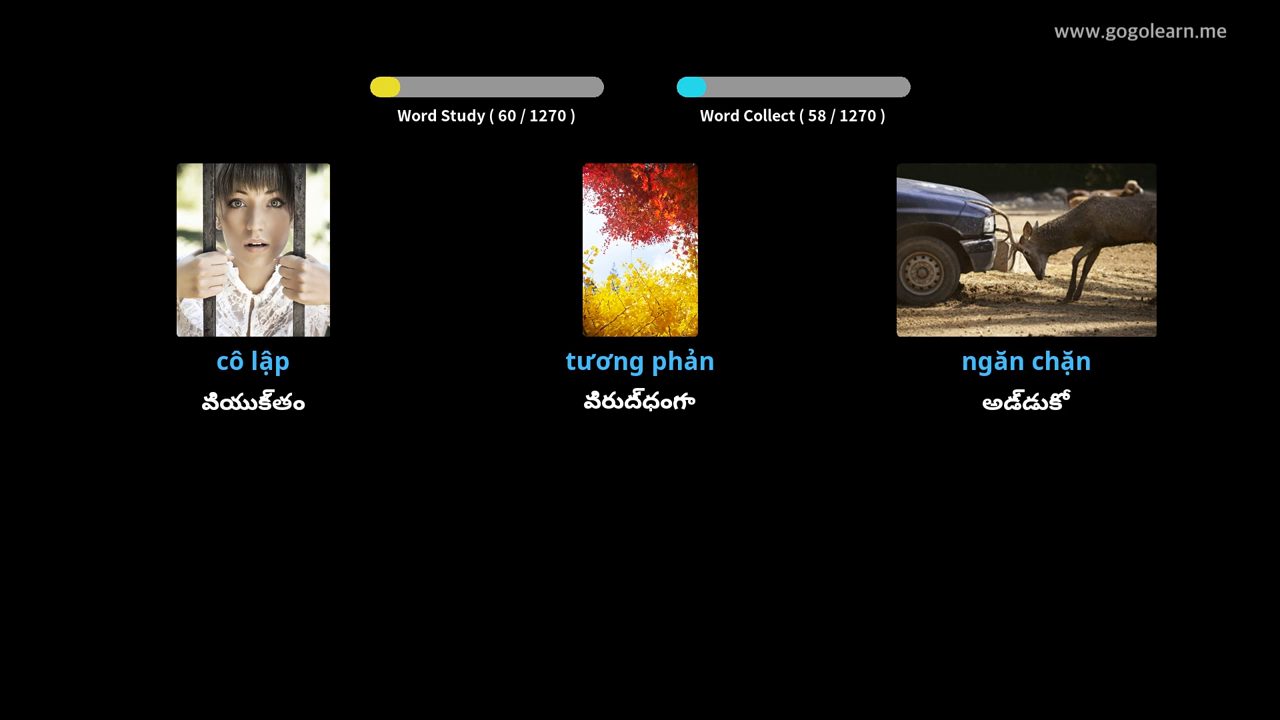 www.gogolearn.me
Word Study ( 60 / 1270 )
Word Collect ( 58 / 1270 )
cô lập
tương phản
ngăn chặn
వియుక్తం
విరుద్ధంగా
అడ్డుకో